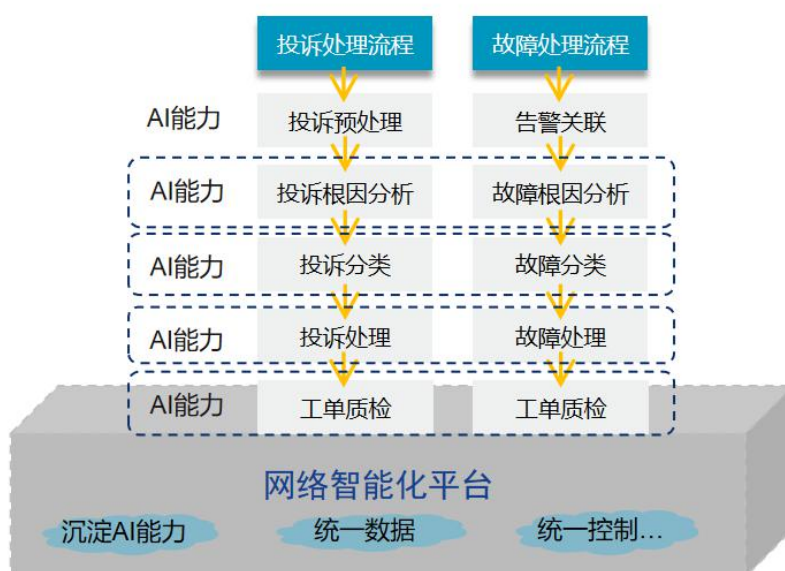 投诉处理流程 故障处理流程
AI能力 投诉预处理 告警关联
AI能力 投诉根因分析 故障根因分析
AI能力 投诉分类 故障分类
AI能力 投诉处理 故障处理
AI能力 工单质检 工单质检
网络智能化平台
沉淀AI能力 统一数据 统一控制...